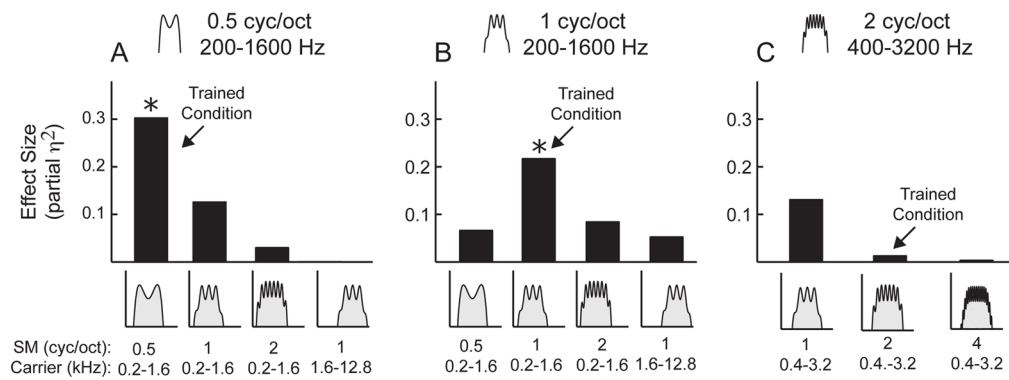 0.5 cyc/oct
200-1600 Hz
1 cyc/oct
200-1600 Hz
2 cyc/oct
400-3200 Hz
A
B
C
Effect Size
(partial η2)
0.3
0.2
0.1
*
Trained
Condition
0.3
0.2
0.1
*
Trained
Condition
0.3
0.2
0.1
Trained
Condition
SM (cyc/oct): 0.5 1 2 1 0.5 1 2 1 1 2 4
Carrier (kHz): 0.2-1.6 0.2-1.6 0.2-1.6 1.6-12.8 0.2-1.6 0.2-1.6 0.2-1.6 1.6-12.8 0.4-3.2 0.4.-3.2 0.4-3.2